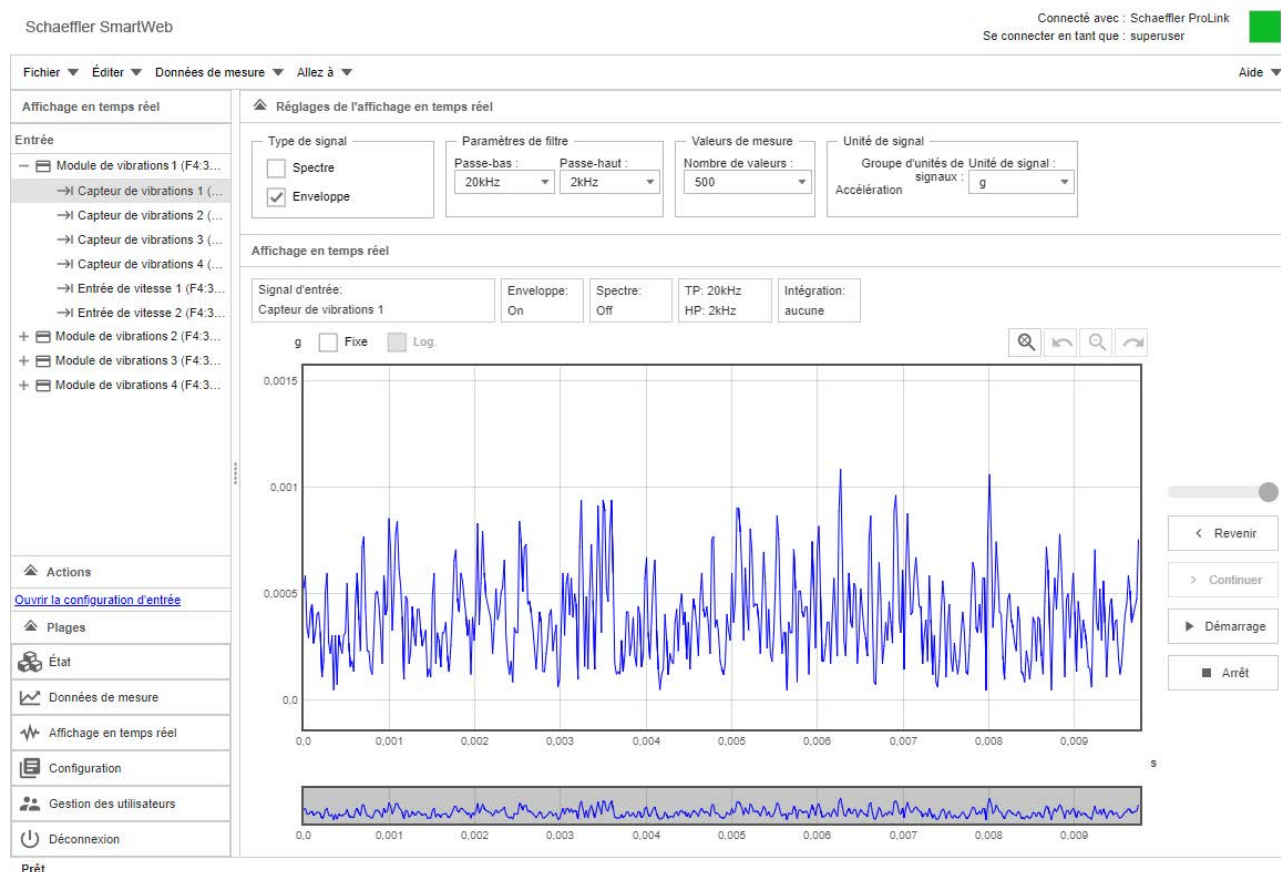 Schaeffler SmartWeb
Connecté avec : Schaeffler ProLink
Se connecter en tant que : superuser
Fichier Éditer Données de mesure Allez à Aide
Affichage en temps réel
Entrée
Module de vibrations 1 (F4:3...
Capteur de vibrations 1 (...
Capteur de vibrations 2 (...
Capteur de vibrations 3 (...
Capteur de vibrations 4 (...
Entrée de vitesse 1 (F4:3...
Entrée de vitesse 2 (F4:3...
Module de vibrations 2 (F4:3...
Module de vibrations 3 (F4:3...
Module de vibrations 4 (F4:3...
Actions
Ouvrir la configuration d'entrée
Plages
État
Données de mesure
Affichage en temps réel
Configuration
Gestion des utilisateurs
Déconnexion
Prêt
Réglages de l'affichage en temps réel
Type de signal
Spectre
Enveloppe
Paramètres de filtre
Passe-bas : Passe-haut :
20kHz 2kHz
Valeurs de mesure
Nombre de valeurs :
500
Unité de signal
Groupe d'unités de signaux :
Accélération
Unité de signal :
g
Affichage en temps réel
Signal d'entrée:
Capteur de vibrations 1
Enveloppe:
On
Spectre:
Off
TP: 20kHz
HP: 2kHz
Intégration:
aucune
g Fixe Log.
0,0015
0,001
0,0005
0,0
0,0 0,001 0,002 0,003 0,004 0,005 0,006 0,007 0,008 0,009
s
0,0 0,001 0,002 0,003 0,004 0,005 0,006 0,007 0,008 0,009
Revenir
Continuer
Démarrage
Arrêt